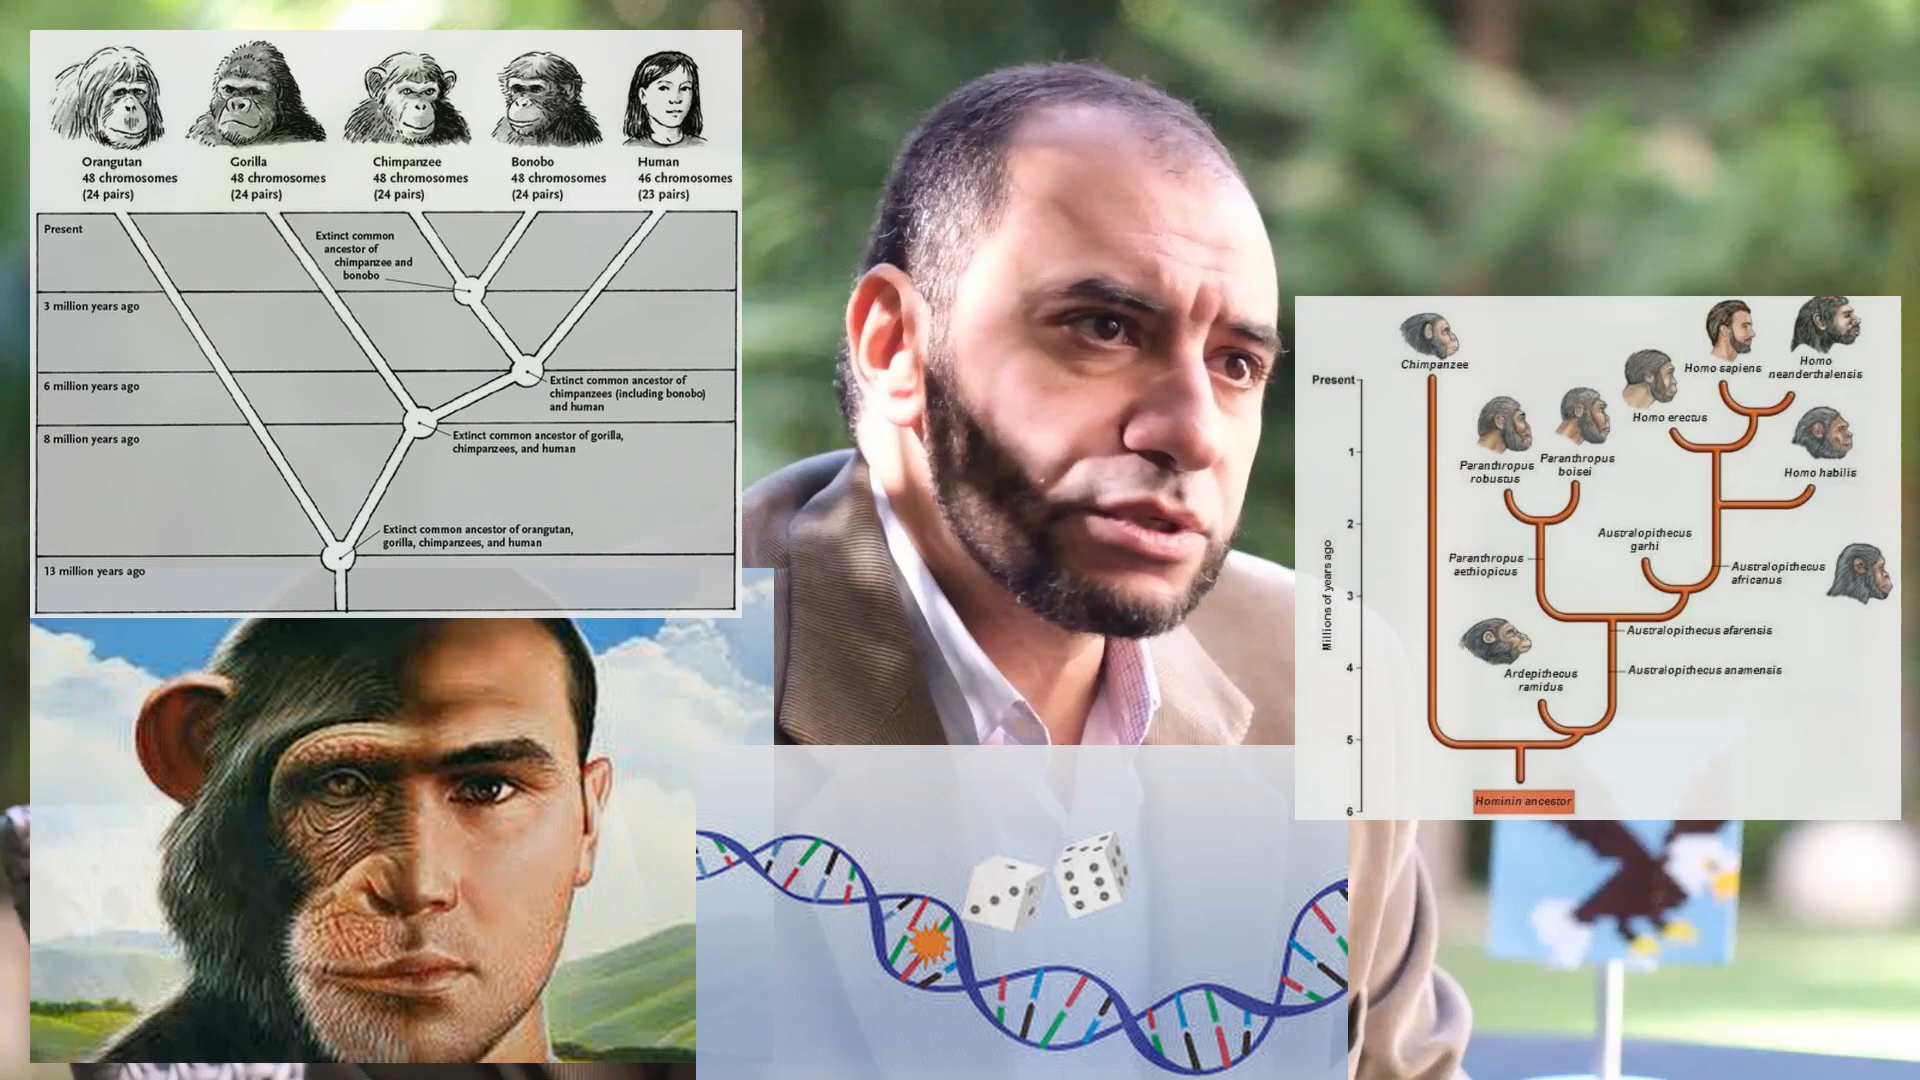 Orangutan
48 chromosomes
(24 pairs)
Gorilla
48 chromosomes
(24 pairs)
Chimpanzee
48 chromosomes
(24 pairs)
Bonobo
48 chromosomes
(24 pairs)
Human
46 chromosomes
(23 pairs)
Present
Extinct common
ancestor of
chimpanzee and
bonobo
3 million years ago
6 million years ago
Extinct common ancestor of
chimpanzees (including bonobo)
and human
8 million years ago
Extinct common ancestor of gorilla,
chimpanzees, and human
Extinct common ancestor of orangutan,
gorilla, chimpanzees, and human
13 million years ago
Chimpanzee
Homo sapiens
Homo
neanderthalensis
Present
Homo erectus
1
Paranthropus
robustus
Paranthropus
boisei
Homo habilis
2
Australopithecus
garhi
Paranthropus
aethiopicus
Australopithecus
africanus
Millions of years ago
3
Australopithecus afarensis
4
Ardepithecus
ramidus
Australopithecus anamensis
5
Hominin ancestor
6